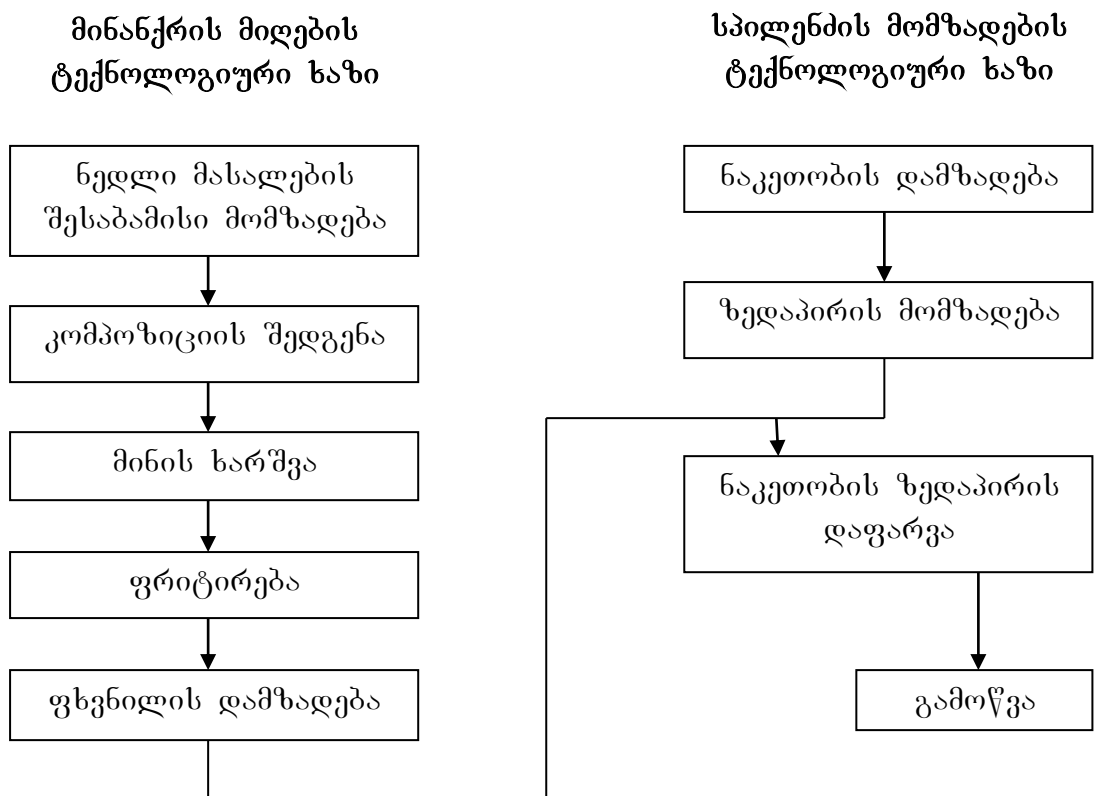 მინანქრის მიღების
ტექნოლოგიური ხაზი
ნედლი მასალების
შესაბამისი მომზადება
კომპოზიციის შედგენა
მინის ხარშვა
ფრიტირება
ფხვნილის დამზადება
სპილენძის მომზადების
ტექნოლოგიური ხაზი
ნაკეთობის დამზადება
ზედაპირის მომზადება
ნაკეთობის ზედაპირის
დაფარვა
გამოწვა